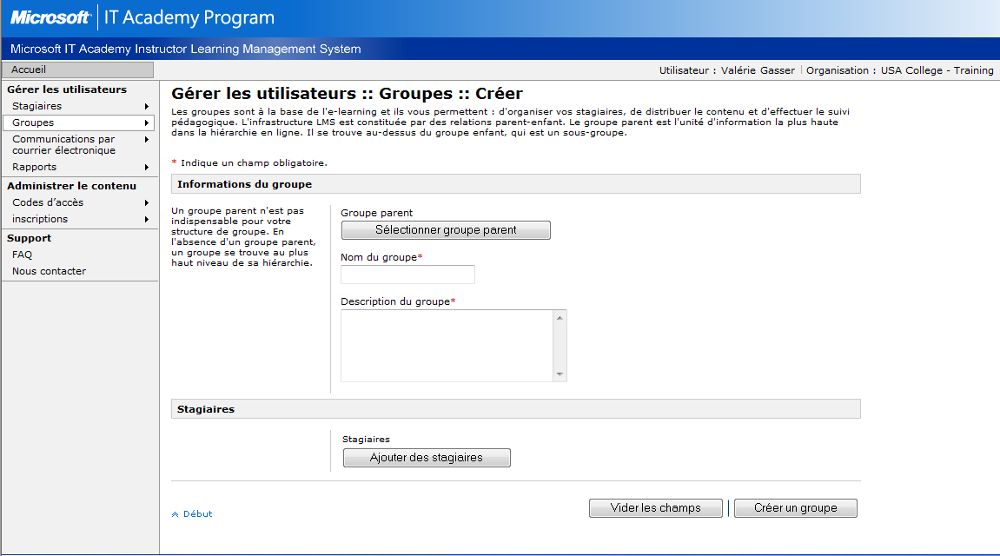 Microsoft IT Academy Program
Microsoft IT Academy Instructor Learning Management System
Accueil
Utilisateur : Valérie Gasser | Organisation : USA College - Training
Gérer les utilisateurs
Stagiaires
Groupes
Communications par
courrier électronique
Rapports
Administrer le contenu
Codes d’accès
inscriptions
Support
FAQ
Nous contacter
Gérer les utilisateurs :: Groupes :: Créer
Les groupes sont à la base de l'e-learning et ils vous permettent : d'organiser vos stagiaires, de distribuer le contenu et d'effectuer le suivi
pédagogique. L'infrastructure LMS est constituée par des relations parent-enfant. Le groupe parent est l'unité d'information la plus haute
dans la hiérarchie en ligne. Il se trouve au-dessus du groupe enfant, qui est un sous-groupe.
* Indique un champ obligatoire.
Informations du groupe
Un groupe parent n'est pas
indispensable pour votre
structure de groupe. En
l'absence d'un groupe parent,
un groupe se trouve au plus
haut niveau de sa hiérarchie.
Groupe parent
Sélectionner groupe parent
Nom du groupe*
Description du groupe*
Stagiaires
Stagiaires
Ajouter des stagiaires
Début
Vider les champs
Créer un groupe